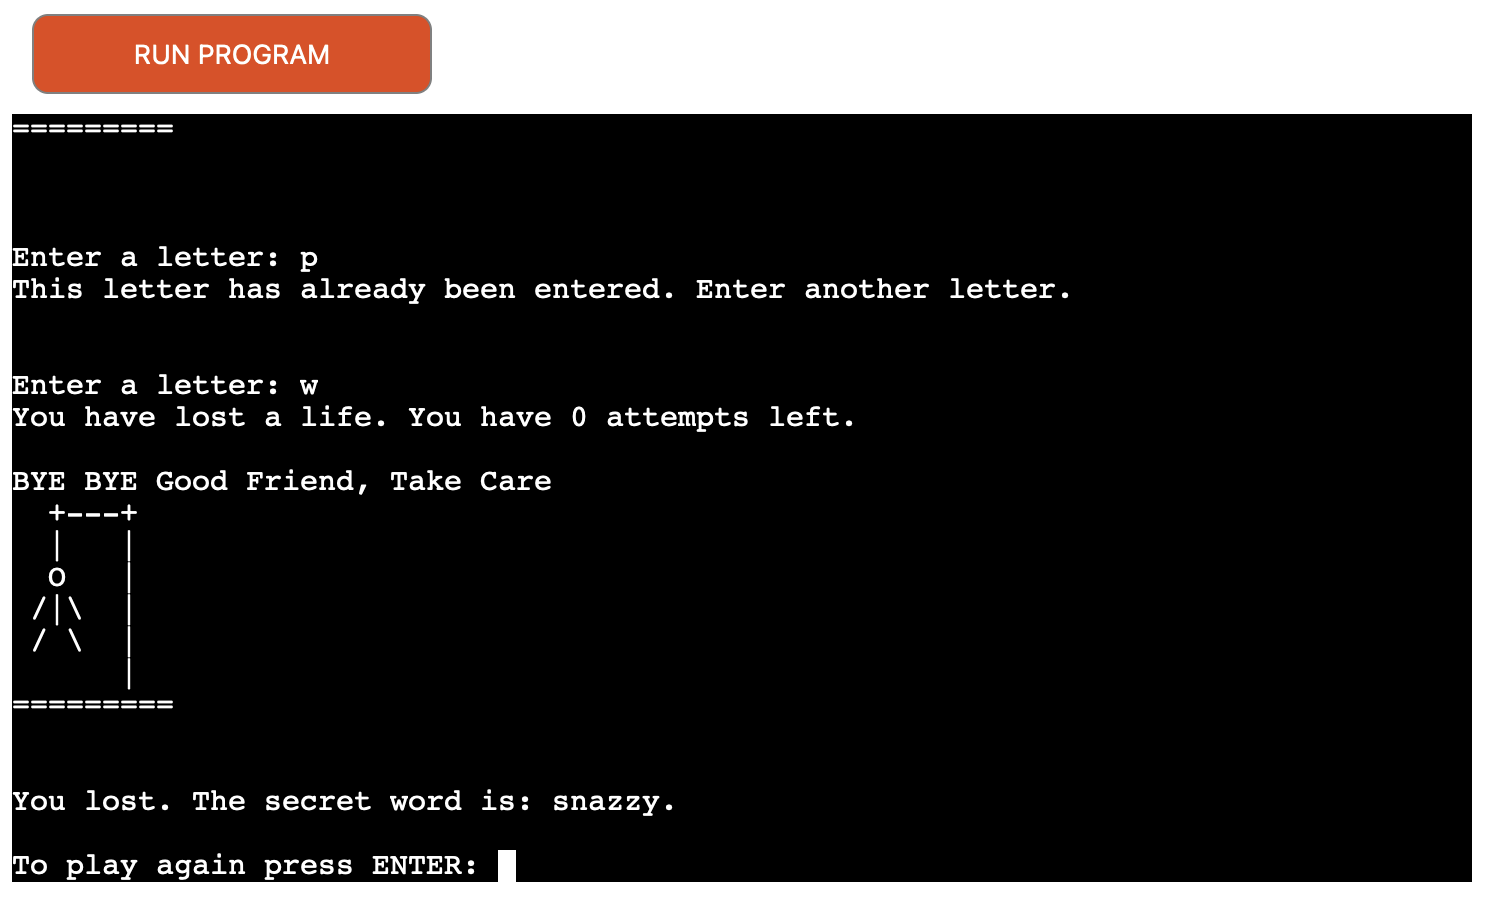 RUN PROGRAM
=========
Enter a letter: p
This letter has already been entered. Enter another letter.
Enter a letter: w
You have lost a life. You have 0 attempts left.
BYE BYE Good Friend, Take Care
  +---+
  |   |
  O   |
 /|\  |
 / \  |
      |
=========
You lost. The secret word is: snazzy.
To play again press ENTER: